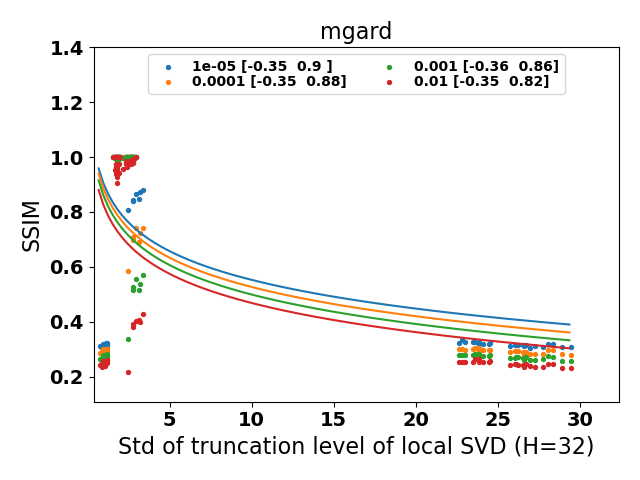 mgard
1e-05 [-0.35  0.9 ]
0.0001 [-0.35  0.88]
0.001 [-0.36  0.86]
0.01 [-0.35  0.82]
SSIM
1.4
1.2
1.0
0.8
0.6
0.4
0.2
5 10 15 20 25 30
Std of truncation level of local SVD (H=32)